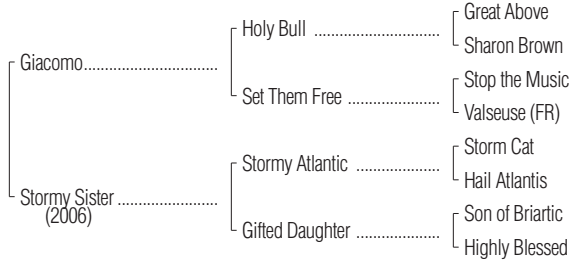 Great Above
Holy Bull
Sharon Brown
Giacomo
Stop the Music
Set Them Free
Valseuse (FR)
Storm Cat
Stormy Atlantic
Hail Atlantis
Stormy Sister
(2006)
Son of Briartic
Gifted Daughter
Highly Blessed